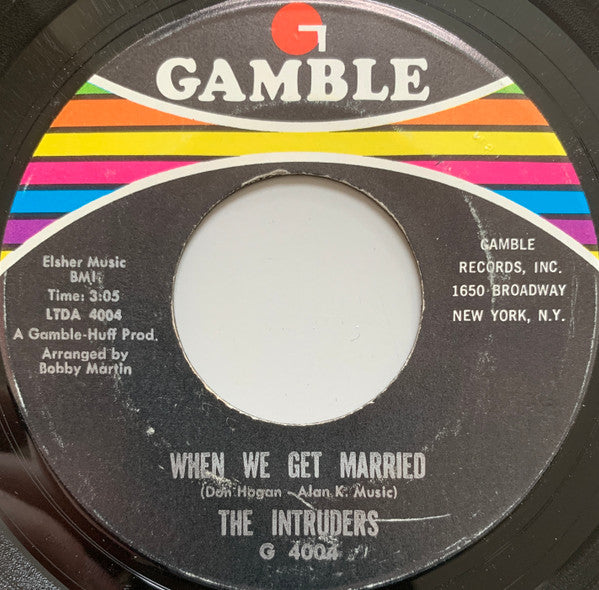 GAMBLE
Elsher Music
BMI
Time: 3:05
LTDA 4004
A Gamble-Huff Prod.
Arranged by
Bobby Martin
GAMBLE
RECORDS, INC.
1650 BROADWAY
NEW YORK, N.Y.
WHEN WE GET MARRIED
(Don Hogan - Alan K. Music)
THE INTRUDERS
G 4004